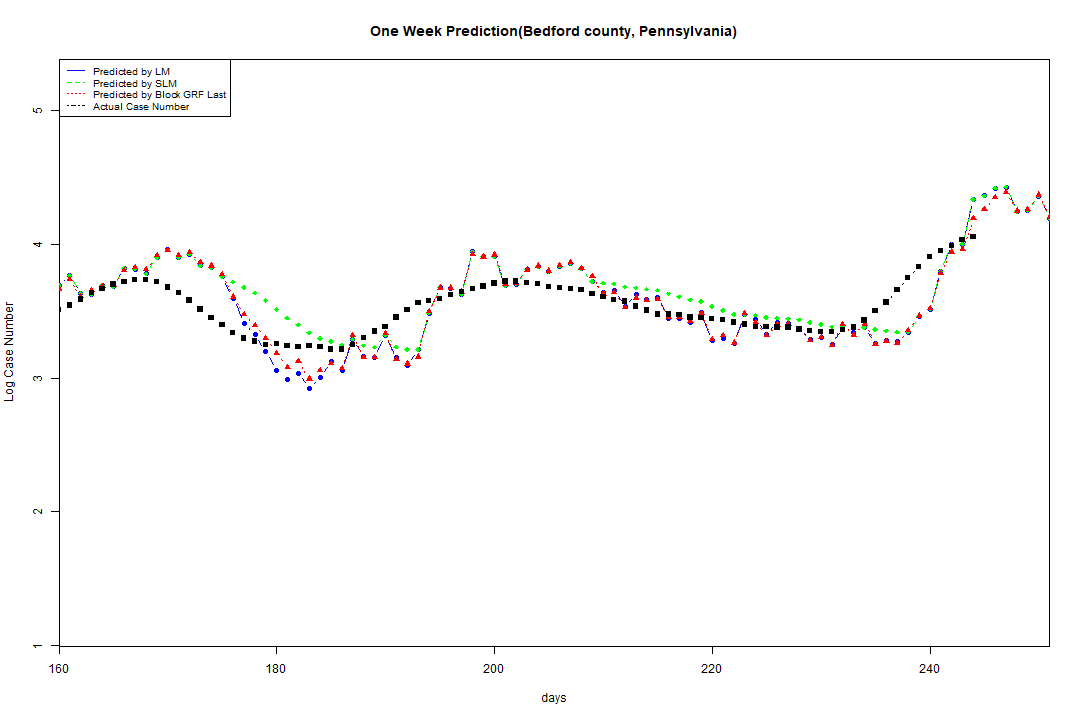 One Week Prediction(Bedford county, Pennsylvania)
Predicted by LM
Predicted by SLM
Predicted by Block GRF Last
Actual Case Number
5
4
3
2
1
Log Case Number
160 180 200 220 240
days